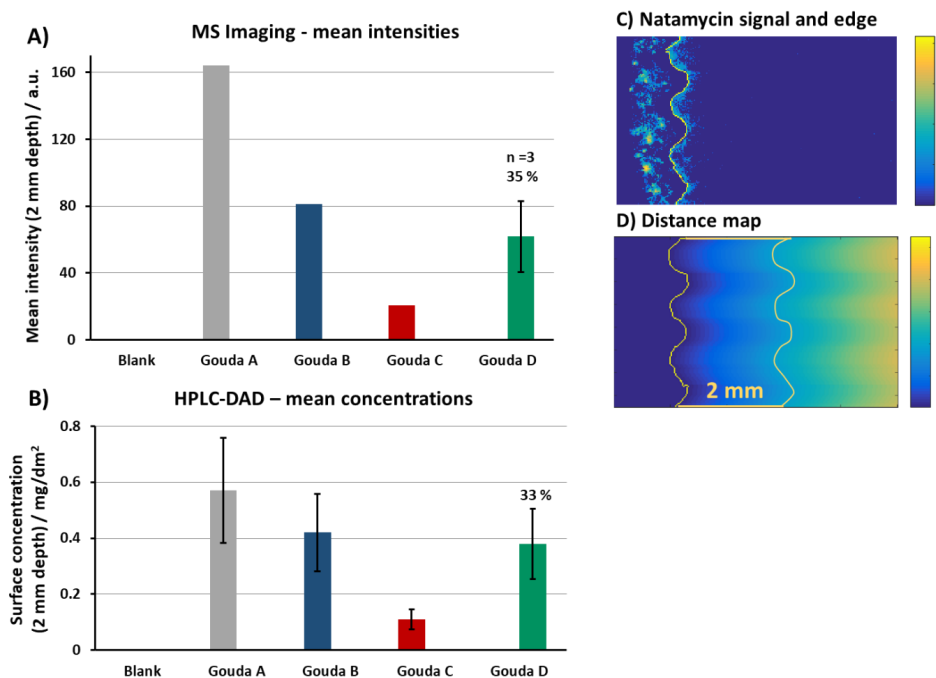 A)
MS Imaging - mean intensities
Mean intensity (2 mm depth) / a.u.
160
120
80
40
0
n =3
35 %
Blank
Gouda A
Gouda B
Gouda C
Gouda D
B)
HPLC-DAD – mean concentrations
Surface concentration
(2 mm depth) / mg/dm²
0.8
0.6
0.4
0.2
0
33 %
Blank
Gouda A
Gouda B
Gouda C
Gouda D
C) Natamycin signal and edge
D) Distance map
2 mm